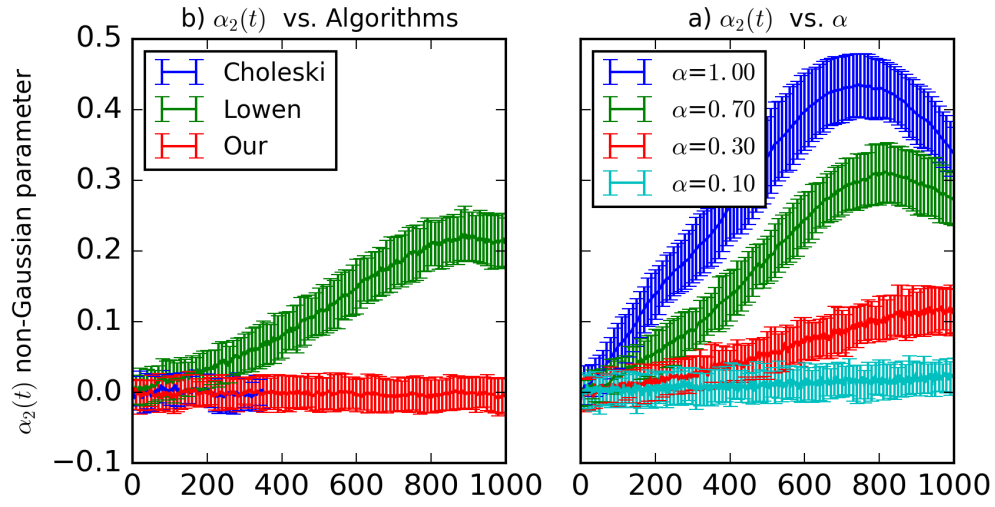 b) α₂(t) vs. Algorithms
a) α₂(t) vs. α
α₂(t) non-Gaussian parameter
0.5
0.4
0.3
0.2
0.1
0.0
−0.1
Choleski
Lowen
Our
α=1.00
α=0.70
α=0.30
α=0.10
0 200 400 600 800 1000
0 200 400 600 800 1000